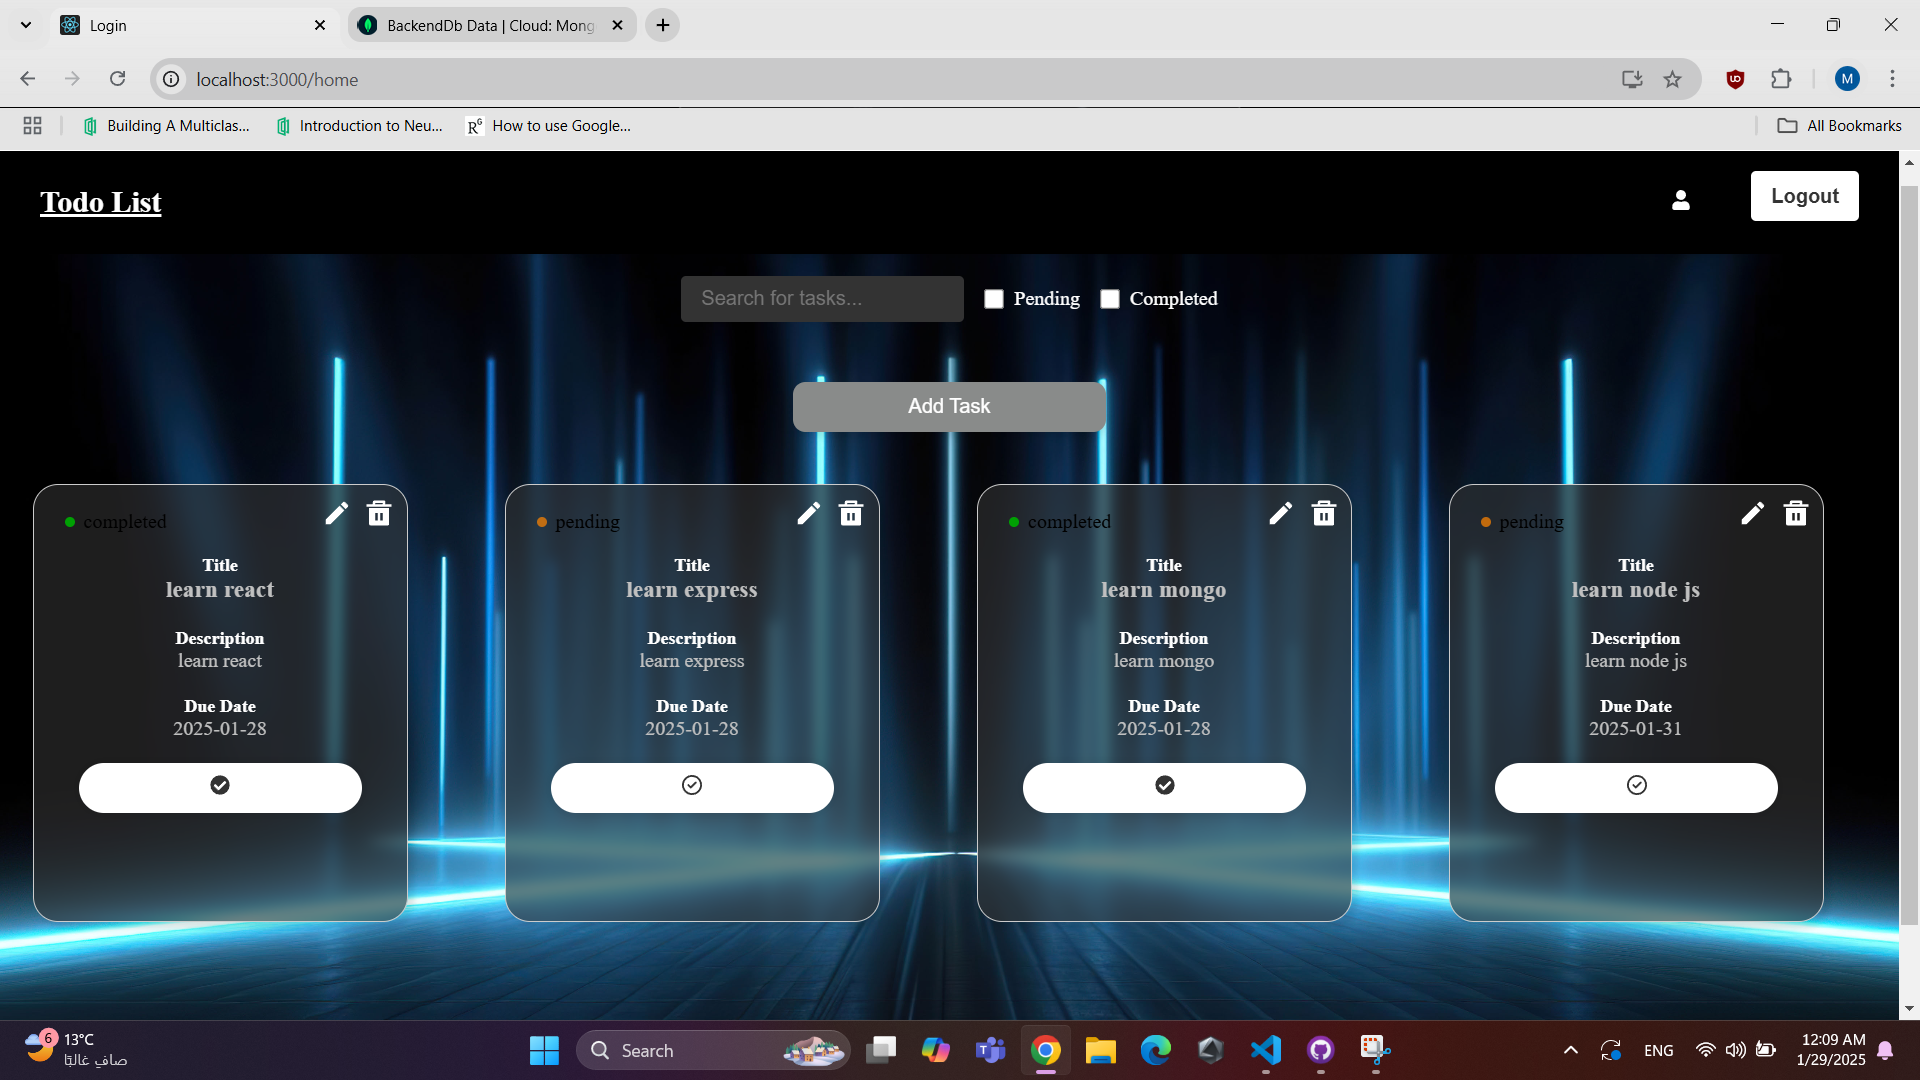 Login
BackendDb Data | Cloud: Mong
localhost:3000/home
M
Building A Multiclas...
Introduction to Neu...
How to use Google...
All Bookmarks
Todo List
Logout
Search for tasks...
Pending
Completed
Add Task
completed
Title
learn react
Description
learn react
Due Date
2025-01-28
pending
Title
learn express
Description
learn express
Due Date
2025-01-28
completed
Title
learn mongo
Description
learn mongo
Due Date
2025-01-28
pending
Title
learn node js
Description
learn node js
Due Date
2025-01-31
6
13°C
صافٍ غالبًا
Search
ENG
12:09 AM
1/29/2025